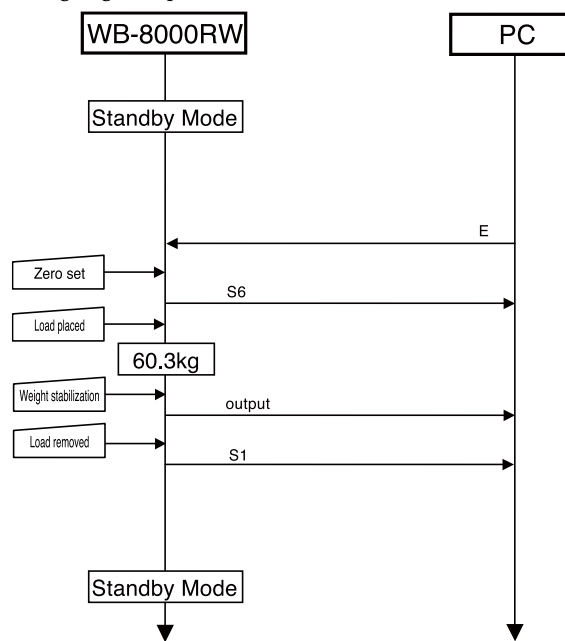 WB-8000RW
PC
Standby Mode
E
Zero set
S6
Load placed
60.3kg
Weight stabilization
output
Load removed
S1
Standby Mode